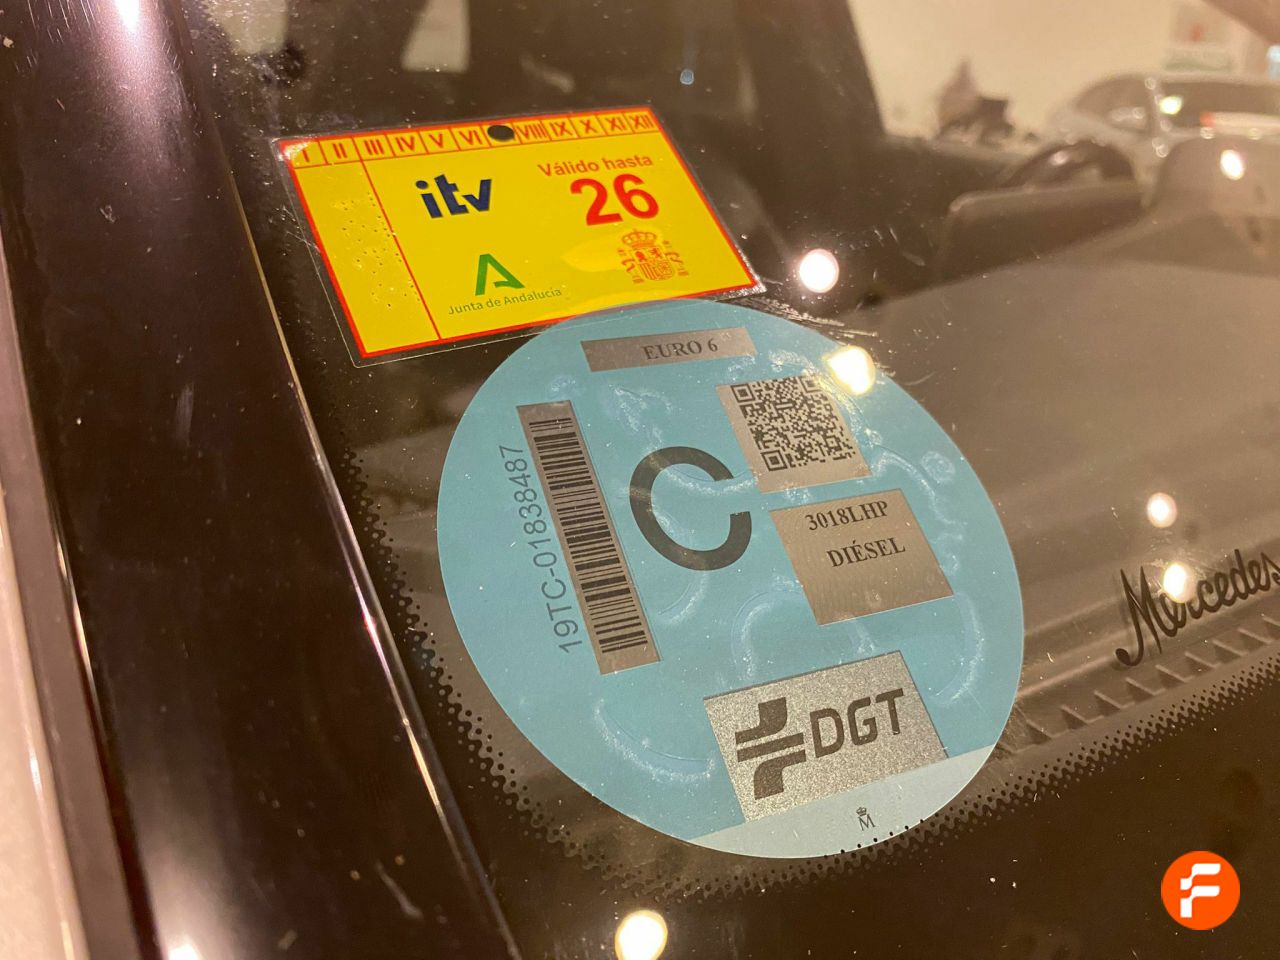 I II III IV V VI VIII IX X XI XII
itv
Válido hasta
26
Junta de Andalucía
EURO 6
19TC-01838487
C
3018LHP
DIÉSEL
DGT
M
Mercedes
F